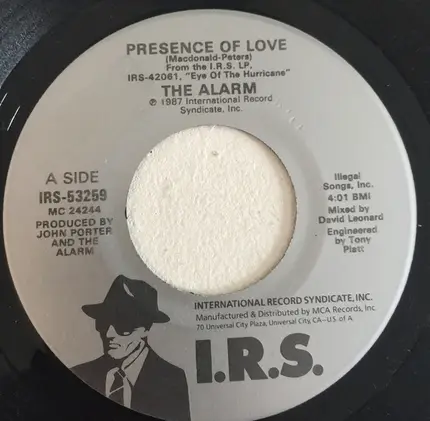 PRESENCE OF LOVE
(Macdonald-Peters)
From the I.R.S. LP.
IRS-42061, "Eye Of The Hurricane"
THE ALARM
℗ 1987 International Record
Syndicate, Inc.
A SIDE
IRS-53259
MC 24244
PRODUCED BY
JOHN PORTER
AND THE
ALARM
Illegal
Songs, Inc.
4:01 BMI
Mixed by
David Leonard
Engineered
by Tony
Platt
INTERNATIONAL RECORD SYNDICATE, INC.
Manufactured & Distributed by MCA Records, Inc
70 Universal City Plaza, Universal City, CA--U.S. of A.
I.R.S.